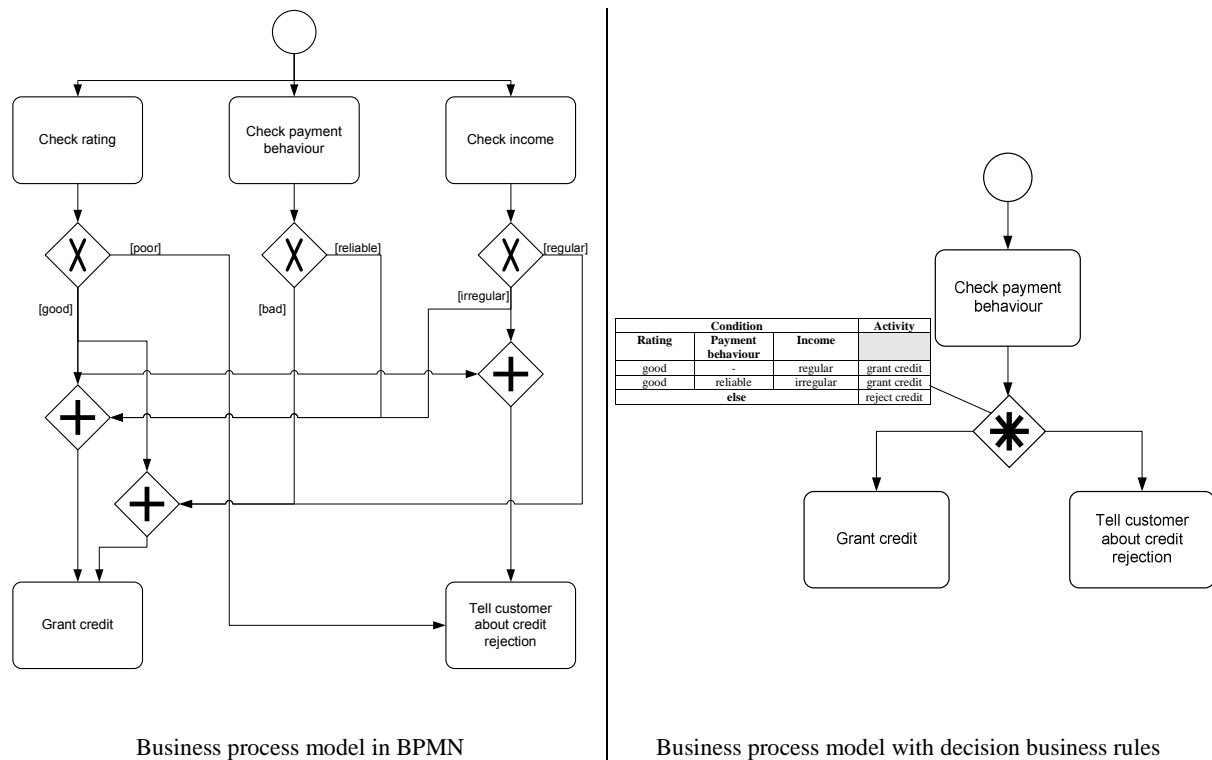 Check rating
Check payment
behaviour
Check income
[poor]
[reliable]
[regular]
[good]
[bad]
[irregular]
Grant credit
Tell customer
about credit
rejection
Business process model in BPMN
Check payment
behaviour
Condition Activity
Rating Payment behaviour Income
good - regular grant credit
good reliable irregular grant credit
else reject credit
Grant credit
Tell customer
about credit
rejection
Business process model with decision business rules